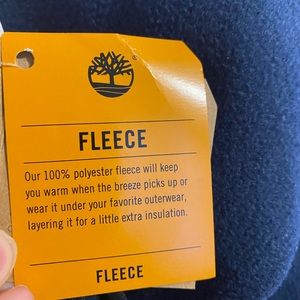 FLEECE
Our 100% polyester fleece will keep
you warm when the breeze picks up or
wear it under your favorite outerwear,
layering it for a little extra insulation.
FLEECE